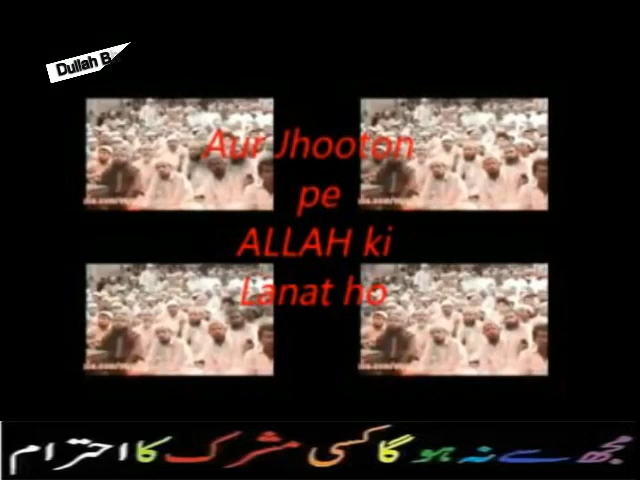 Dullah B
Aur Jhooton
pe
ALLAH ki
Lanat ho
مجھ سے نہ ہو گا کسی مشرک کا احترام